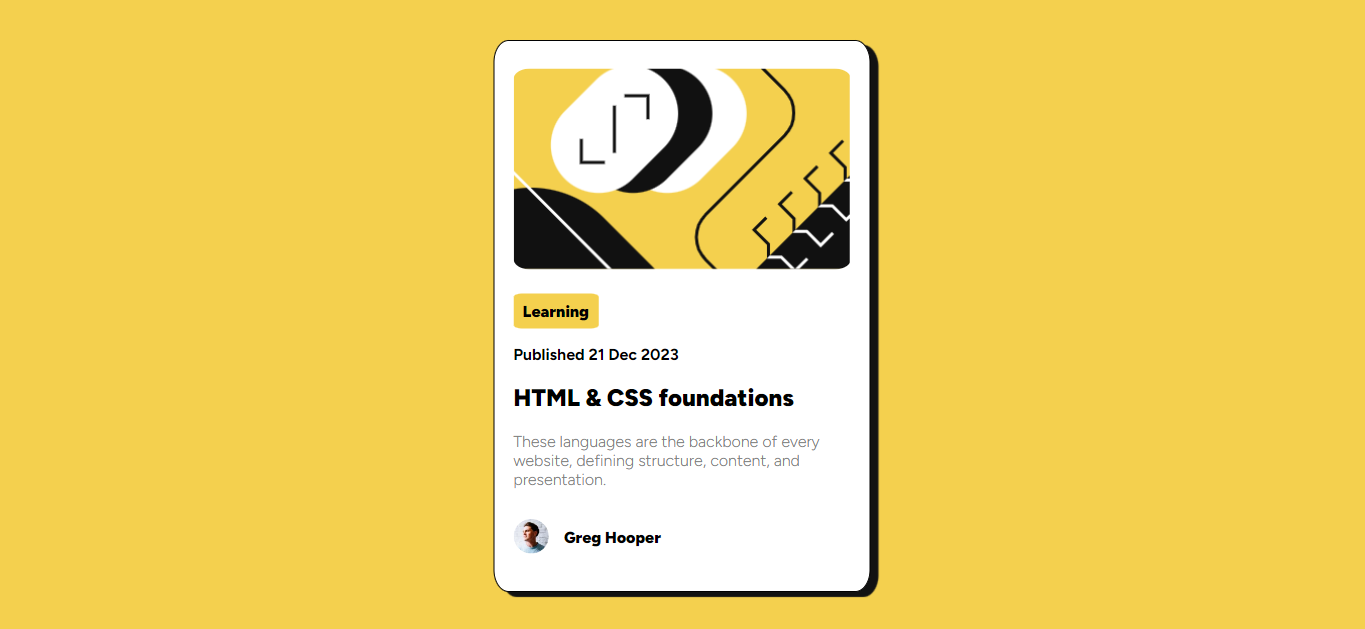 Learning
Published 21 Dec 2023
HTML & CSS foundations
These languages are the backbone of every
website, defining structure, content, and
presentation.
Greg Hooper